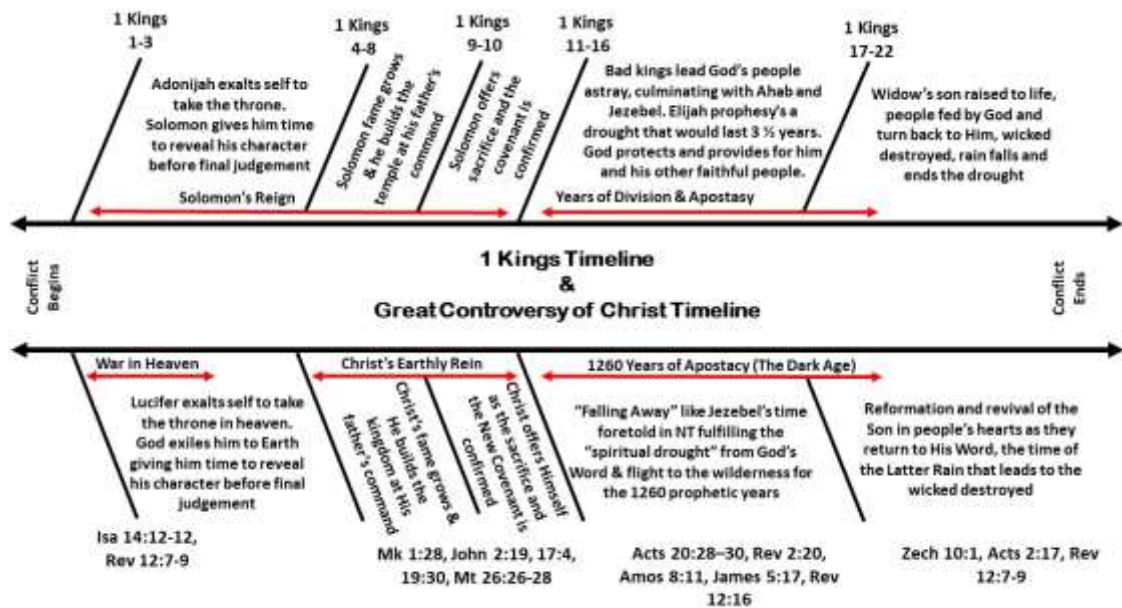 1 Kings
1-3
Adonijah exalts self to
take the throne.
Solomon gives him time
to reveal his character
before final judgement
1 Kings
4-8
Solomon fame grows
& he builds the
temple at his father's
command
1 Kings
9-10
Solomon offers
sacrifice and the
covenant is
confirmed
1 Kings
11-16
Bad kings lead God's people
astray, culminating with Ahab
and Jezebel. Elijah prophesy's a
drought that would last 3 ½ years.
God protects and provides for him
and his other faithful people.
1 Kings
17-22
Widow's son raised to life,
people fed by God and
turn back to Him, wicked
destroyed, rain falls and
ends the drought
Solomon's Reign
Years of Division & Apostasy
Conflict
Begins
1 Kings Timeline
&
Great Controversy of Christ Timeline
Conflict
Ends
War in Heaven
Christ's Earthly Rein
1260 Years of Apostacy (The Dark Age)
Lucifer exalts self to take
the throne in heaven.
God exiles him to Earth
giving him time to reveal
his character before final
judgement
Christ's fame grows &
He builds the
kingdom at His
father's command
Christ offers Himself
as the sacrifice and
the New Covenant is
confirmed
"Falling Away" like Jezebel's time
foretold in NT fulfilling the
"spiritual drought" from God's
Word & flight to the wilderness for
the 1260 prophetic years
Reformation and revival of the
Son in people's hearts as they
return to His Word, the time of
the Latter Rain that leads to the
wicked destroyed
Isa 14:12-12,
Rev 12:7-9
Mk 1:28, John 2:19, 17:4,
19:30, Mt 26:26-28
Acts 20:28–30, Rev 2:20,
Amos 8:11, James 5:17, Rev
12:16
Zech 10:1, Acts 2:17, Rev
12:7-9